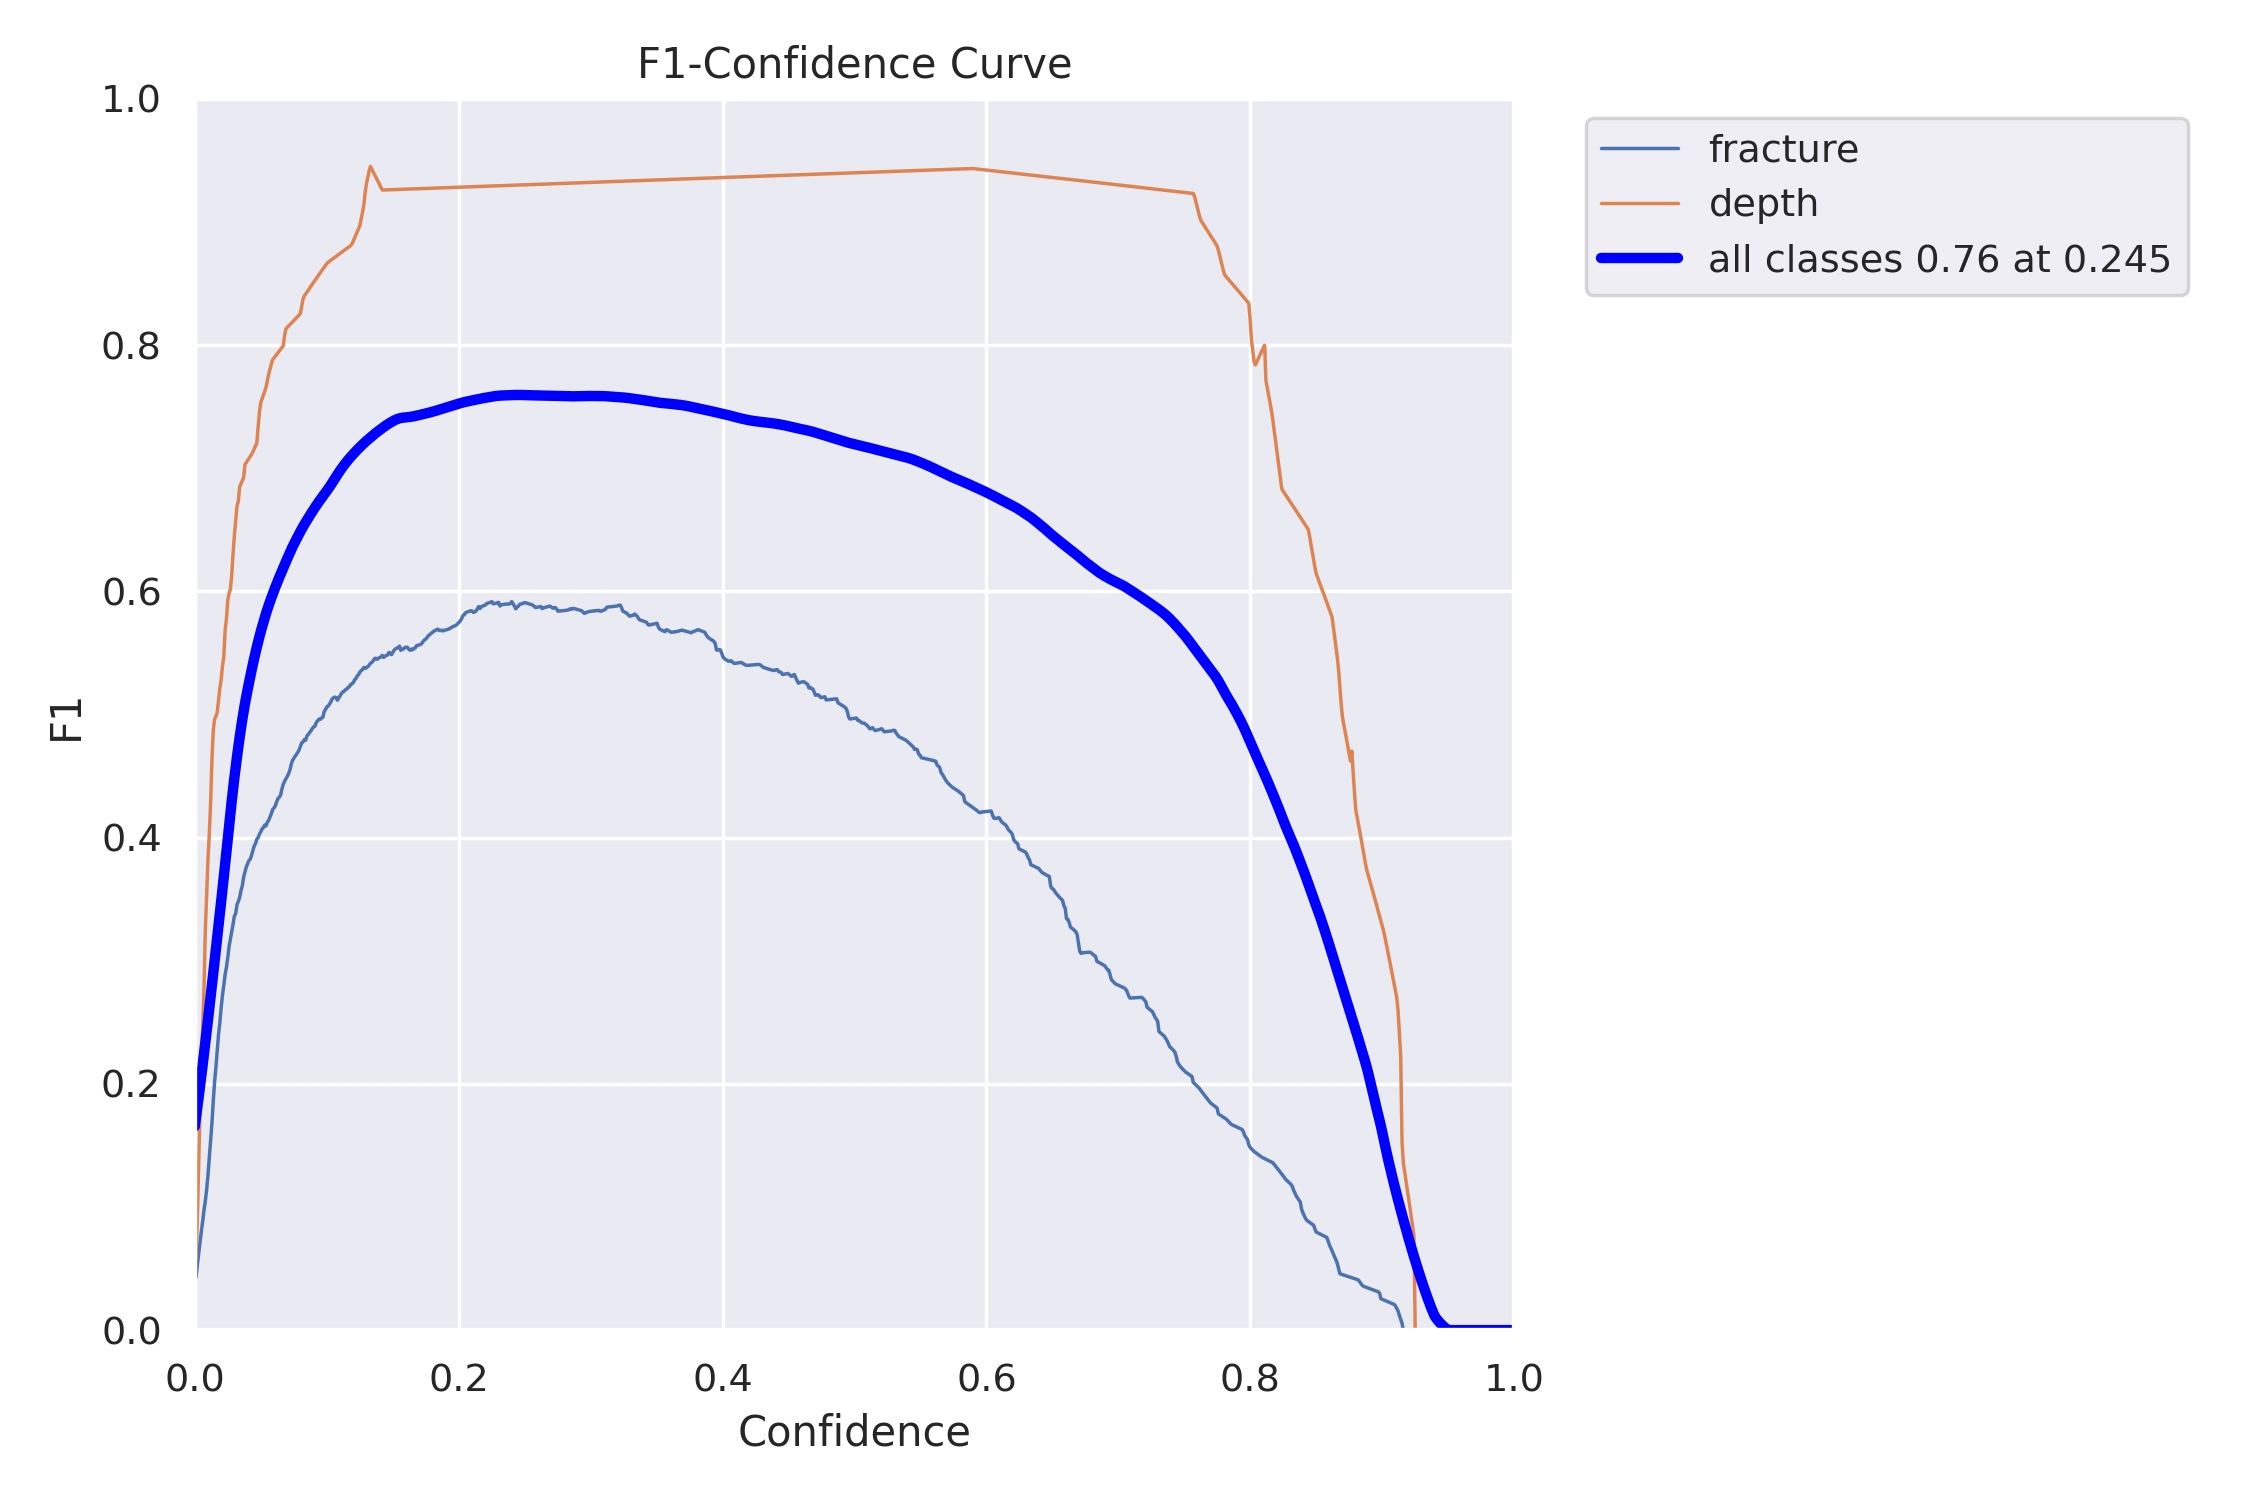 F1-Confidence Curve
1.0
0.8
0.6
0.4
0.2
0.0
F1
0.0 0.2 0.4 0.6 0.8 1.0
Confidence
fracture
depth
all classes 0.76 at 0.245